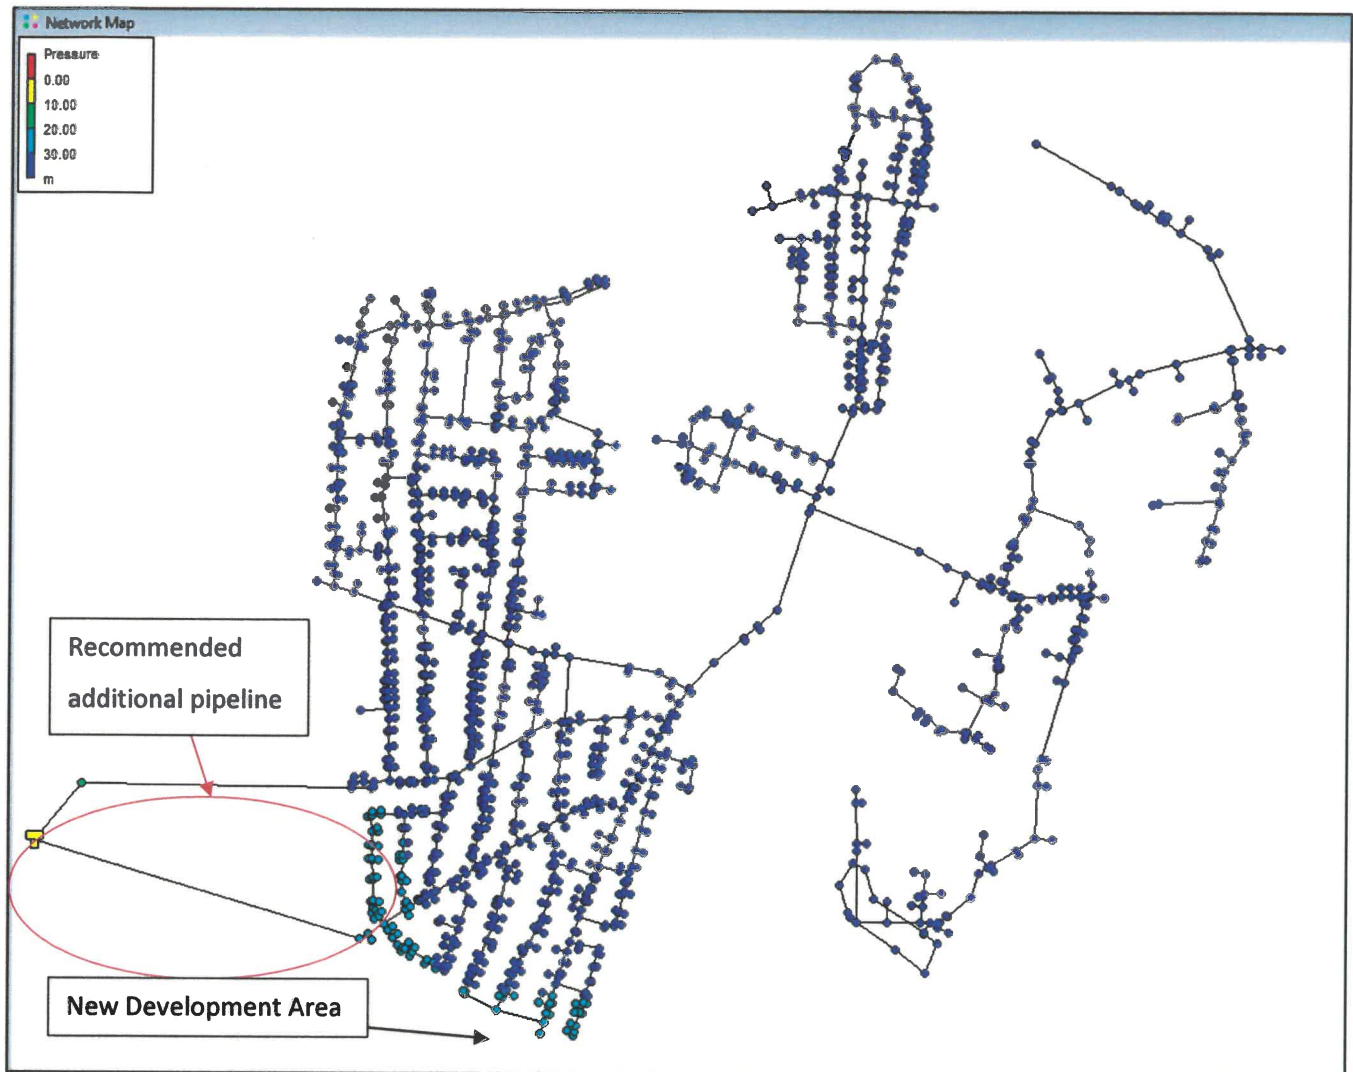 Network Map
Pressure
0.00
10.00
20.00
30.00
m
Recommended
additional pipeline
New Development Area